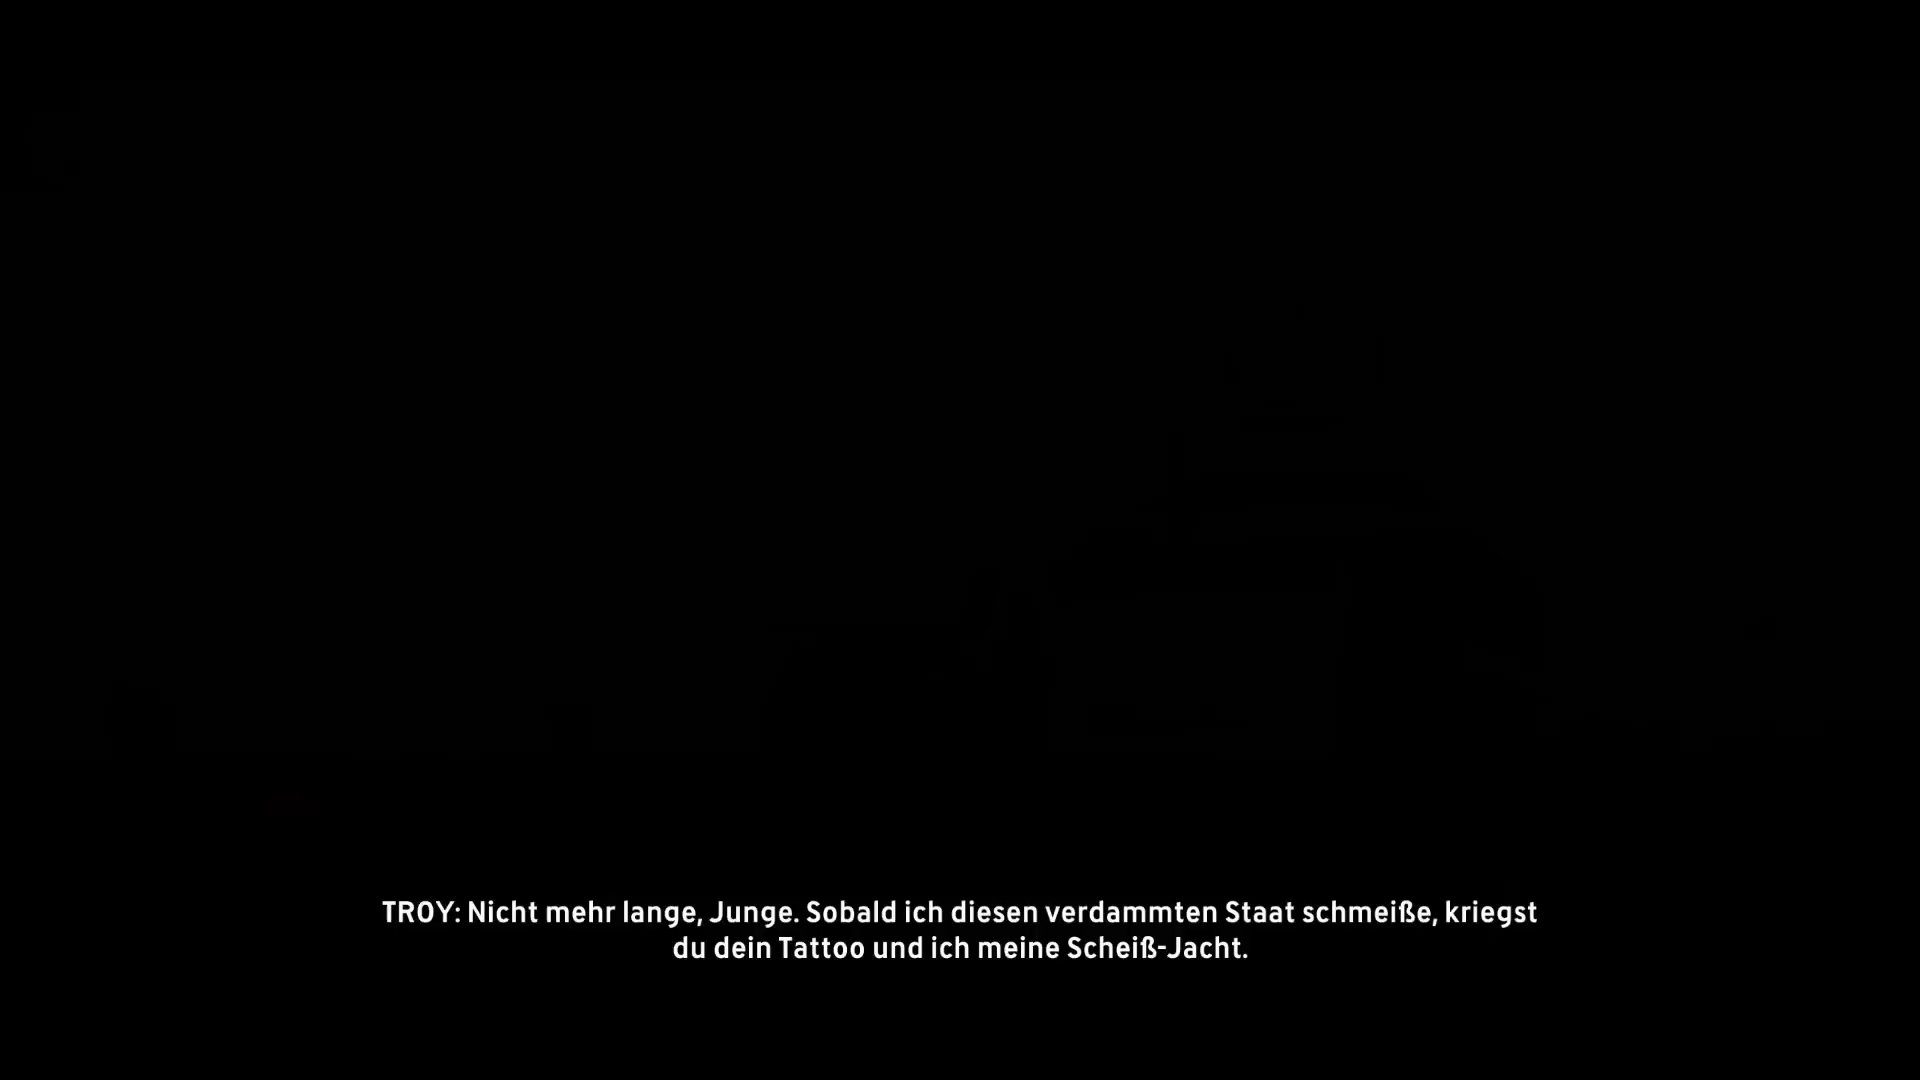 TROY: Nicht mehr lange, Junge. Sobald ich diesen verdammten Staat schmeiße, kriegst
du dein Tattoo und ich meine Scheiß-Jacht.